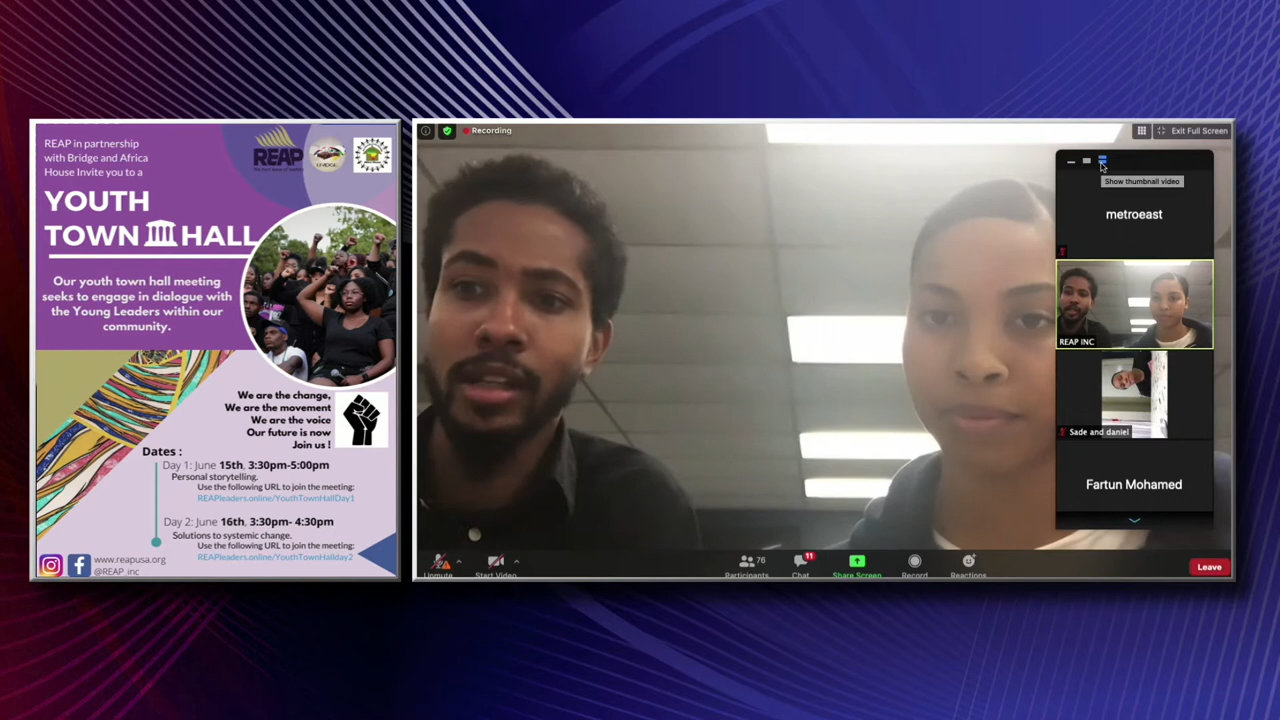 REAP in partnership
with Bridge and Africa
House Invite you to a
REAP
YOUTH
TOWN HALL
Our youth town hall meeting
seeks to engage in dialogue with
the Young Leaders within our
community.
We are the change,
We are the movement
We are the voice
Our future is now
Join us !
Dates :
Day 1: June 15th, 3:30pm-5:00pm
Personal storytelling.
Use the following URL to join the meeting:
REAPleaders.online/YouthTownHallDay1
Day 2: June 16th, 3:30pm- 4:30pm
Solutions to systemic change.
Use the following URL to join the meeting:
REAPleaders.online/YouthTownHallday2
www.reapusa.org
@REAP_inc
Recording
Exit Full Screen
Show thumbnail video
metroeast
REAP INC
Sade and daniel
Fartun Mohamed
Unmute
Start Video
76
Participants
11
Chat
Share Screen
Record
Reactions
Leave